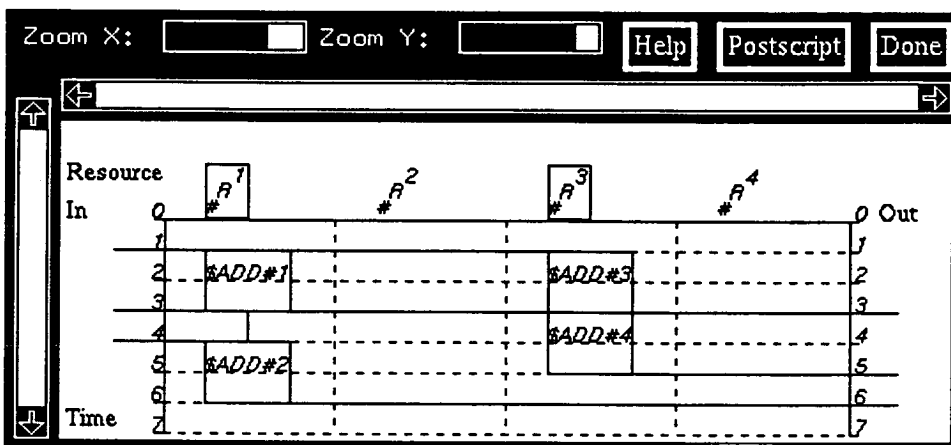 Zoom X: Zoom Y: Help Postscript Done
Resource #R1 #R2 #R3 #R4
In 0 0 Out
1 1
2 $ADD#1 $ADD#3 2
3 3
4 $ADD#4 4
5 $ADD#2 5
6 6
Time 7 7